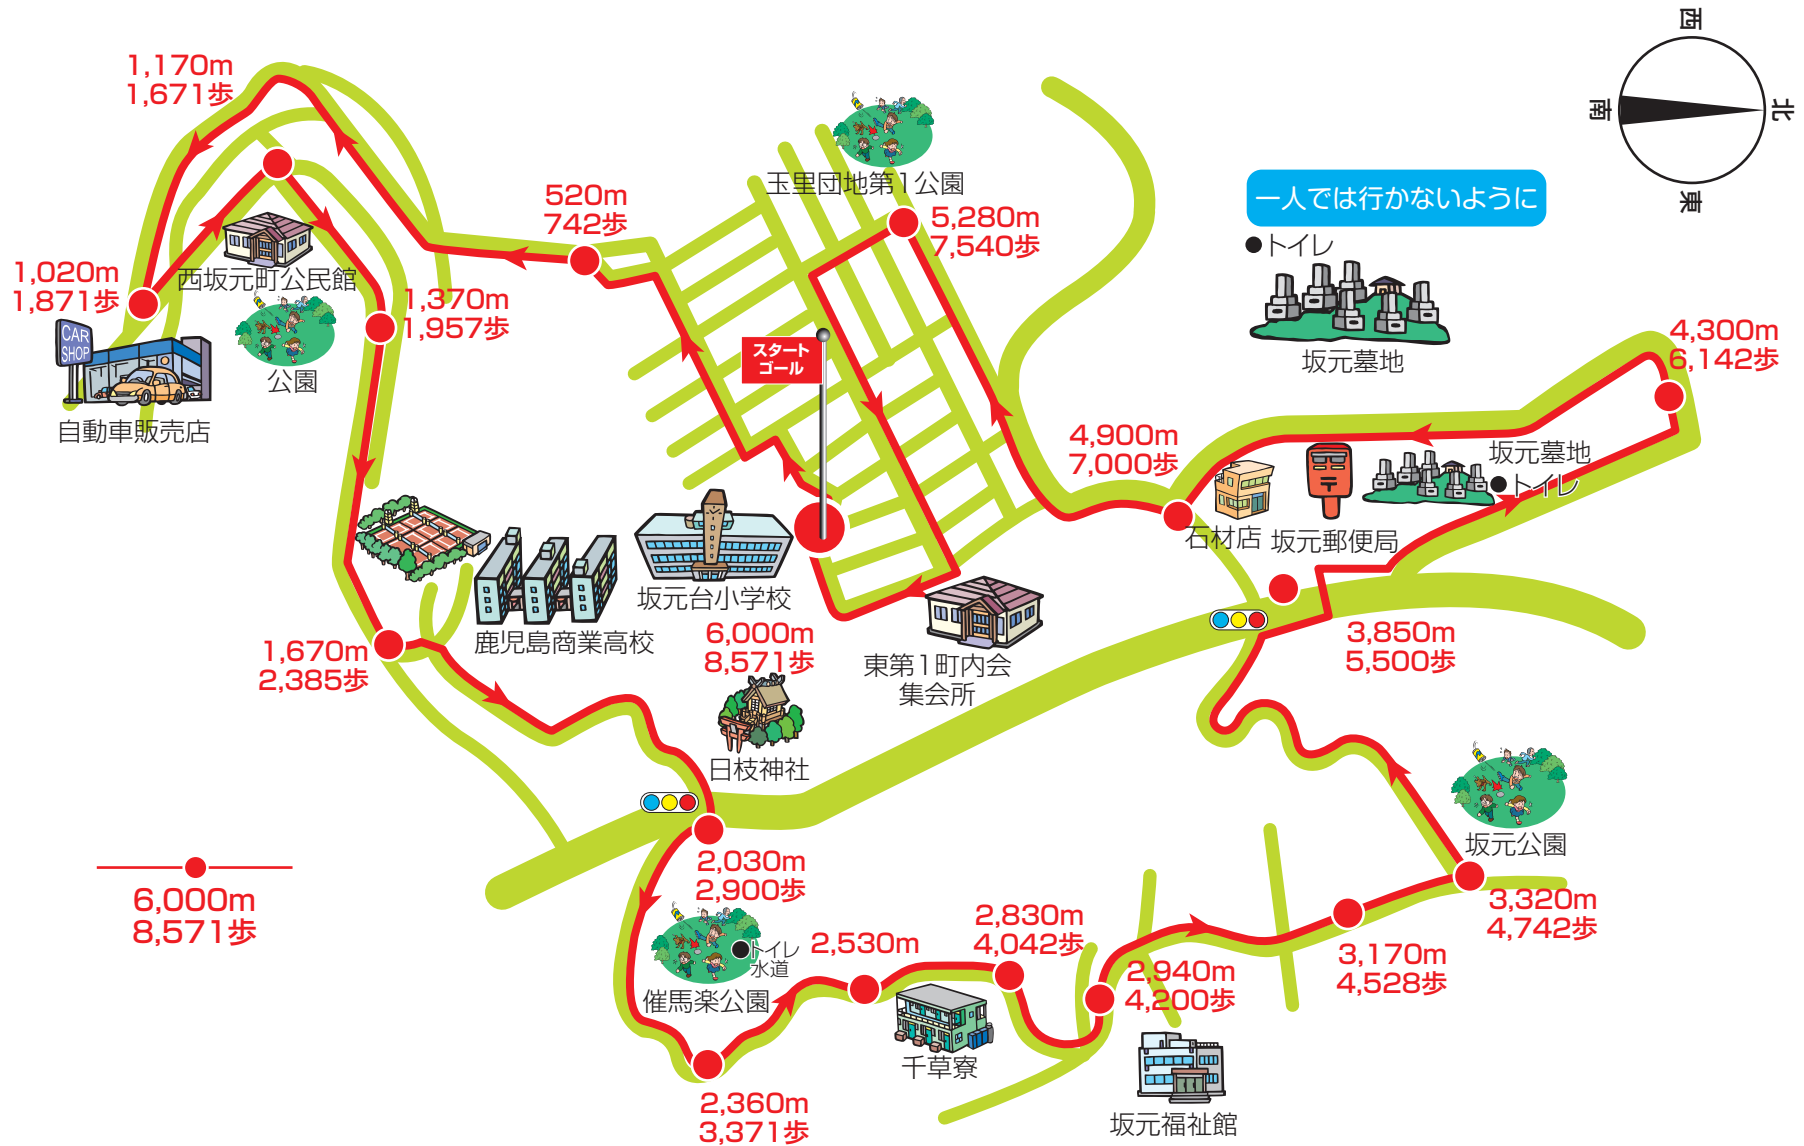 西
南
北
東
1,170m
1,671歩
520m
742歩
玉里団地第1公園
5,280m
7,540歩
一人では行かないように
●トイレ
坂元墓地
1,020m
1,871歩
西坂元町公民館
1,370m
1,957歩
CAR
SHOP
自動車販売店
公園
スタート
ゴール
4,300m
6,142歩
4,900m
7,000歩
坂元墓地
●トイレ
石材店
坂元郵便局
鹿児島商業高校
坂元台小学校
6,000m
8,571歩
東第1町内会
集会所
3,850m
5,500歩
1,670m
2,385歩
日枝神社
坂元公園
2,030m
2,900歩
6,000m
8,571歩
●トイレ
水道
催馬楽公園
2,530m
2,830m
4,042歩
2,940m
4,200歩
3,170m
4,528歩
3,320m
4,742歩
千草寮
坂元福祉館
2,360m
3,371歩